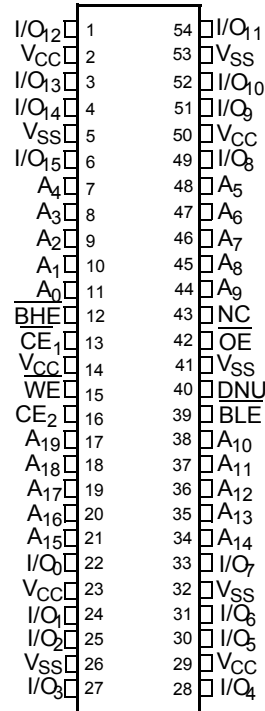 I/O12 1 54 I/O11
VCC 2 53 VSS
I/O13 3 52 I/O10
I/O14 4 51 I/O9
VSS 5 50 VCC
I/O15 6 49 I/O8
A4 7 48 A5
A3 8 47 A6
A2 9 46 A7
A1 10 45 A8
A0 11 44 A9
BHE 12 43 NC
CE1 13 42 OE
VCC 14 41 VSS
WE 15 40 DNU
CE2 16 39 BLE
A19 17 38 A10
A18 18 37 A11
A17 19 36 A12
A16 20 35 A13
A15 21 34 A14
I/O0 22 33 I/O7
VCC 23 32 VSS
I/O1 24 31 I/O6
I/O2 25 30 I/O5
VSS 26 29 VCC
I/O3 27 28 I/O4